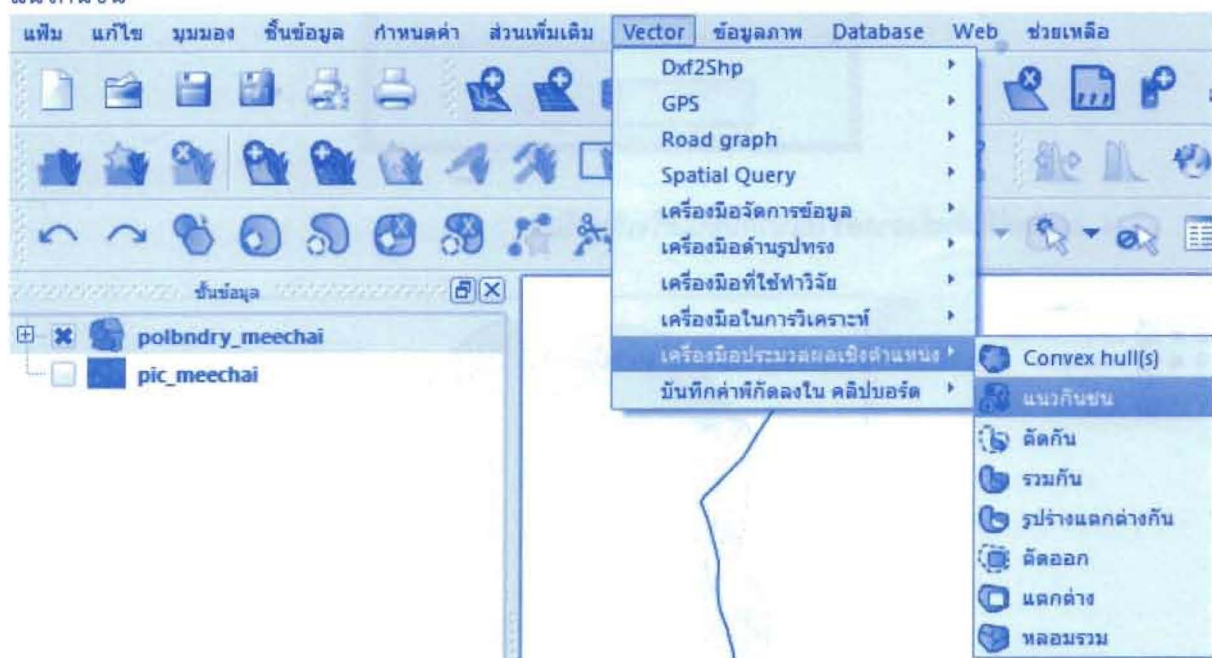 แฟ้ม แก้ไข มุมมอง ชั้นข้อมูล กำหนดค่า ส่วนเพิ่มเติม Vector ข้อมูลภาพ Database Web ช่วยเหลือ
Dxf2Shp
GPS
Road graph
Spatial Query
เครื่องมือจัดการข้อมูล
เครื่องมือด้านรูปทรง
เครื่องมือที่ใช้ทำวิจัย
เครื่องมือในการวิเคราะห์
เครื่องมือประมวลผลเชิงตำแหน่ง
บันทึกค่าพิกัดลงใน คลิปบอร์ด
Convex hull(s)
แนวกันชน
ตัดกัน
รวมกัน
รูปร่างแตกต่างกัน
ตัดออก
แตกต่าง
หลอมรวม
ชั้นข้อมูล
polbndry_meechai
pic_meechai